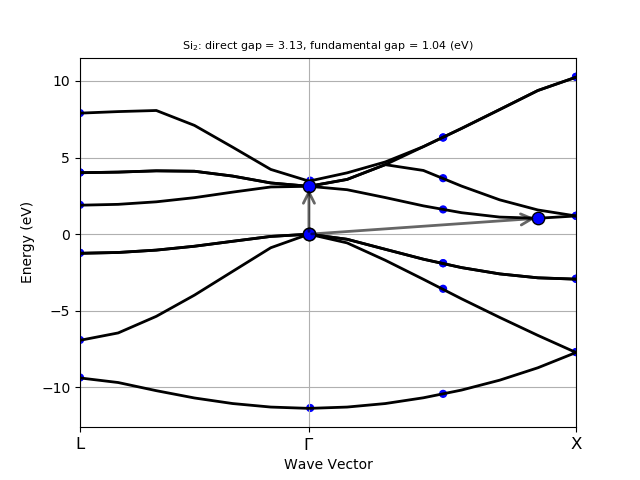 Si₂: direct gap = 3.13, fundamental gap = 1.04 (eV)
Energy (eV)
10
5
0
−5
−10
L Γ X
Wave Vector